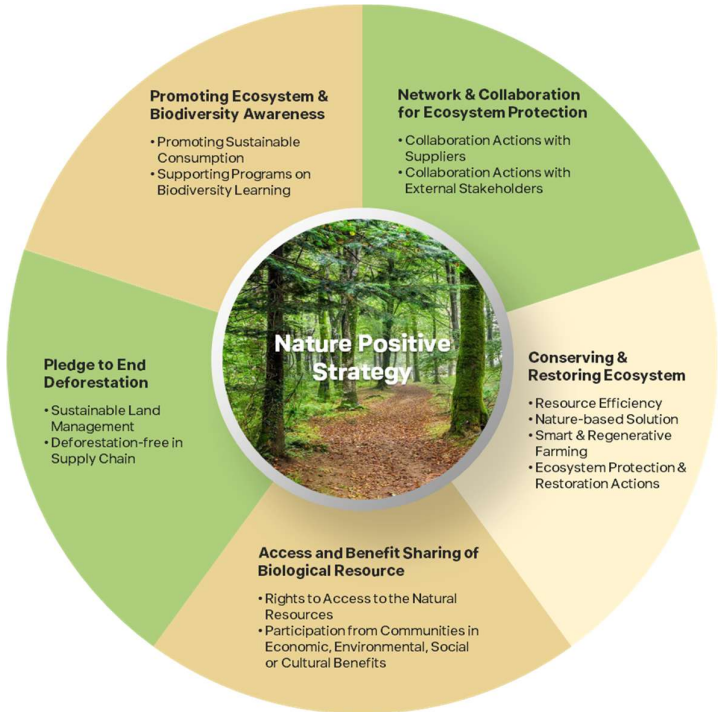 Promoting Ecosystem &
Biodiversity Awareness
• Promoting Sustainable
Consumption
• Supporting Programs on
Biodiversity Learning
Network & Collaboration
for Ecosystem Protection
• Collaboration Actions with
Suppliers
• Collaboration Actions with
External Stakeholders
Nature Positive
Strategy
Conserving &
Restoring Ecosystem
• Resource Efficiency
• Nature-based Solution
• Smart & Regenerative
Farming
• Ecosystem Protection &
Restoration Actions
Pledge to End
Deforestation
• Sustainable Land
Management
• Deforestation-free in
Supply Chain
Access and Benefit Sharing of
Biological Resource
• Rights to Access to the Natural
Resources
• Participation from Communities in
Economic, Environmental, Social
or Cultural Benefits